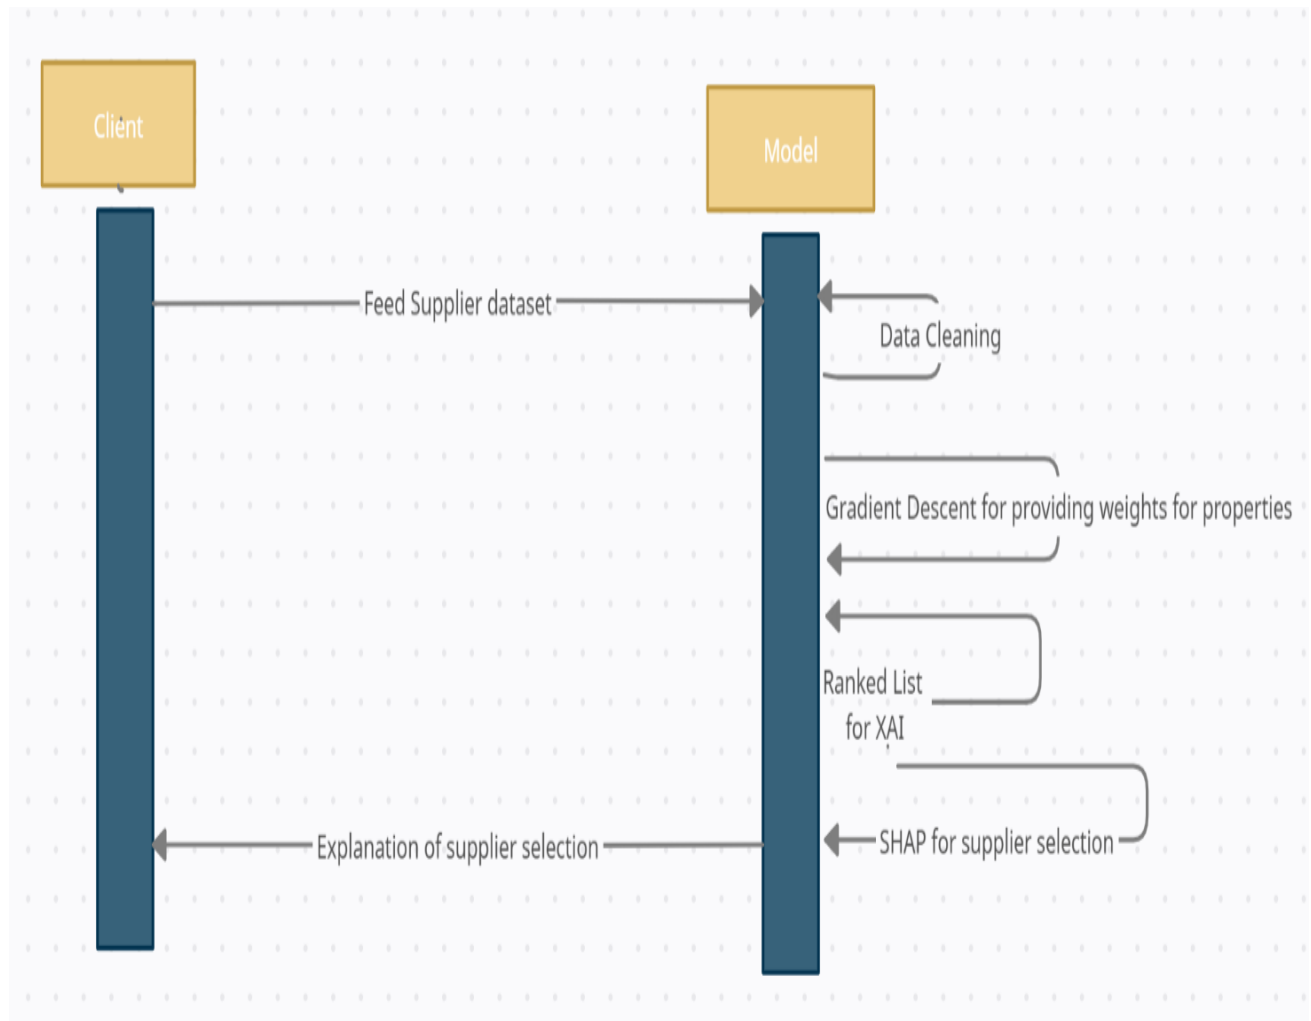 Client
Model
Feed Supplier dataset
Data Cleaning
Gradient Descent for providing weights for properties
Ranked List
for XAI
SHAP for supplier selection
Explanation of supplier selection